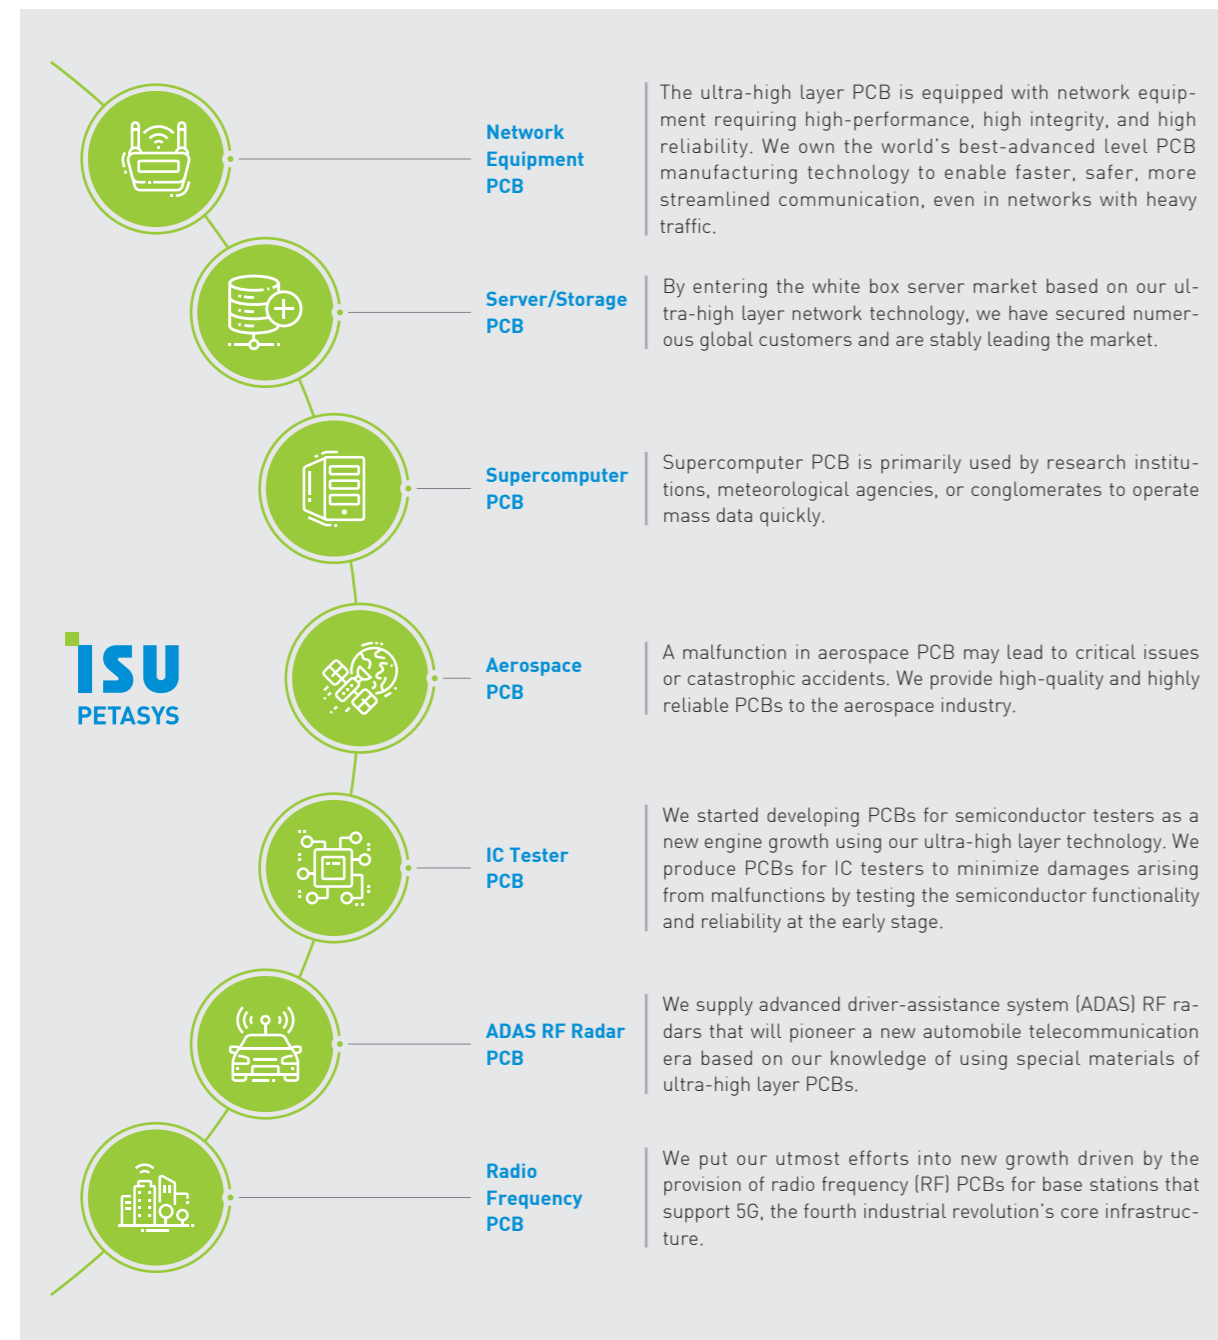 Network
Equipment
PCB
The ultra-high layer PCB is equipped with network equip-
ment requiring high-performance, high integrity, and high
reliability. We own the world's best-advanced level PCB
manufacturing technology to enable faster, safer, more
streamlined communication, even in networks with heavy
traffic.
Server/Storage
PCB
By entering the white box server market based on our ul-
tra-high layer network technology, we have secured numer-
ous global customers and are stably leading the market.
Supercomputer
PCB
Supercomputer PCB is primarily used by research institu-
tions, meteorological agencies, or conglomerates to operate
mass data quickly.
ISU
PETASYS
Aerospace
PCB
A malfunction in aerospace PCB may lead to critical issues
or catastrophic accidents. We provide high-quality and highly
reliable PCBs to the aerospace industry.
IC Tester
PCB
We started developing PCBs for semiconductor testers as a
new engine growth using our ultra-high layer technology. We
produce PCBs for IC testers to minimize damages arising
from malfunctions by testing the semiconductor functionality
and reliability at the early stage.
ADAS RF Radar
PCB
We supply advanced driver-assistance system (ADAS) RF ra-
dars that will pioneer a new automobile telecommunication
era based on our knowledge of using special materials of
ultra-high layer PCBs.
Radio
Frequency
PCB
We put our utmost efforts into new growth driven by the
provision of radio frequency (RF) PCBs for base stations that
support 5G, the fourth industrial revolution's core infrastruc-
ture.